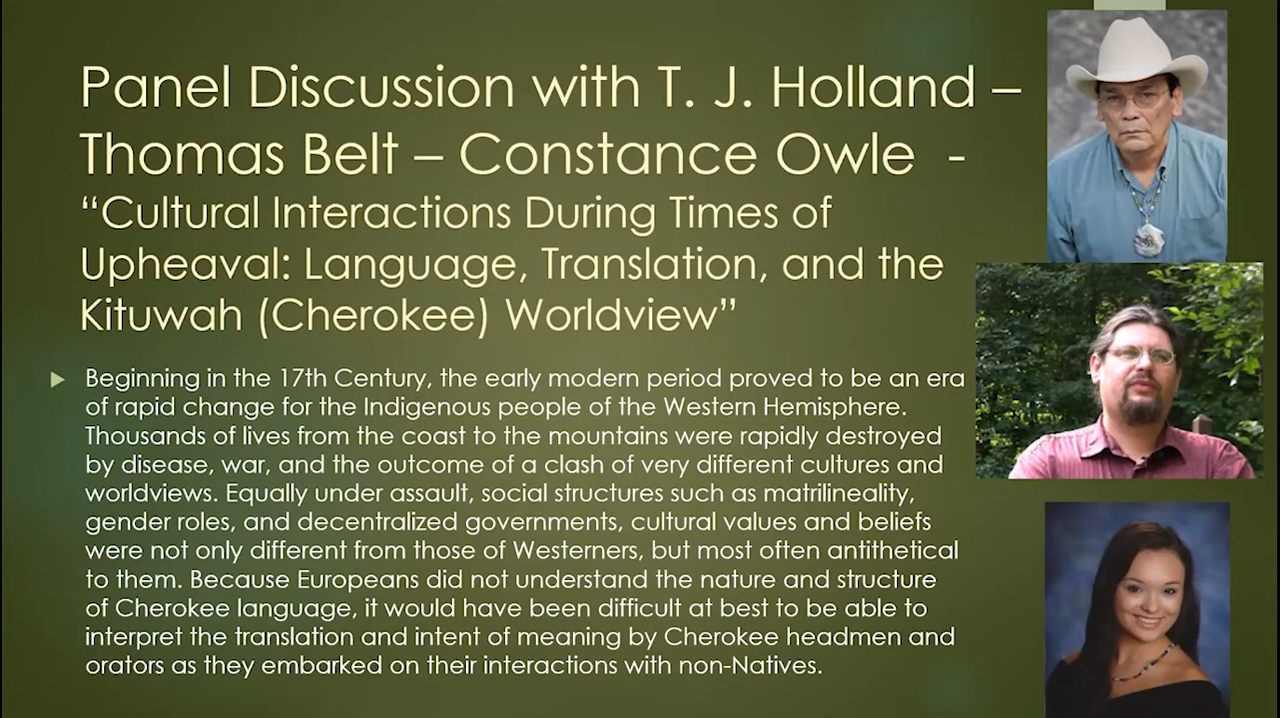 Panel Discussion with T. J. Holland –
Thomas Belt – Constance Owle -
“Cultural Interactions During Times of
Upheaval: Language, Translation, and the
Kituwah (Cherokee) Worldview”
Beginning in the 17th Century, the early modern period proved to be an era
of rapid change for the Indigenous people of the Western Hemisphere.
Thousands of lives from the coast to the mountains were rapidly destroyed
by disease, war, and the outcome of a clash of very different cultures and
worldviews. Equally under assault, social structures such as matrilineality,
gender roles, and decentralized governments, cultural values and beliefs
were not only different from those of Westerners, but most often antithetical
to them. Because Europeans did not understand the nature and structure
of Cherokee language, it would have been difficult at best to be able to
interpret the translation and intent of meaning by Cherokee headmen and
orators as they embarked on their interactions with non-Natives.